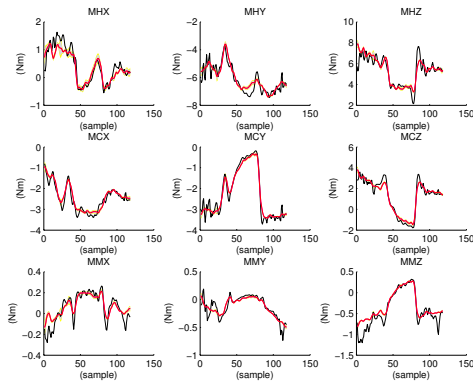 MHX
MHY
MHZ
2
1
0
−1
(Nm)
0
50
100
150
(sample)
−2
−4
−6
−8
(Nm)
0
50
100
150
(sample)
10
8
6
4
2
(Nm)
0
50
100
150
(sample)
MCX
MCY
MCZ
0
−1
−2
−3
−4
(Nm)
0
50
100
150
(sample)
0
−1
−2
−3
−4
(Nm)
0
50
100
150
(sample)
6
4
2
0
−2
(Nm)
0
50
100
150
(sample)
MMX
MMY
MMZ
0.4
0.2
0
−0.2
−0.4
(Nm)
0
50
100
150
(sample)
0.5
0
−0.5
−1
(Nm)
0
50
100
150
(sample)
0.5
0
−0.5
−1
−1.5
(Nm)
0
50
100
150
(sample)